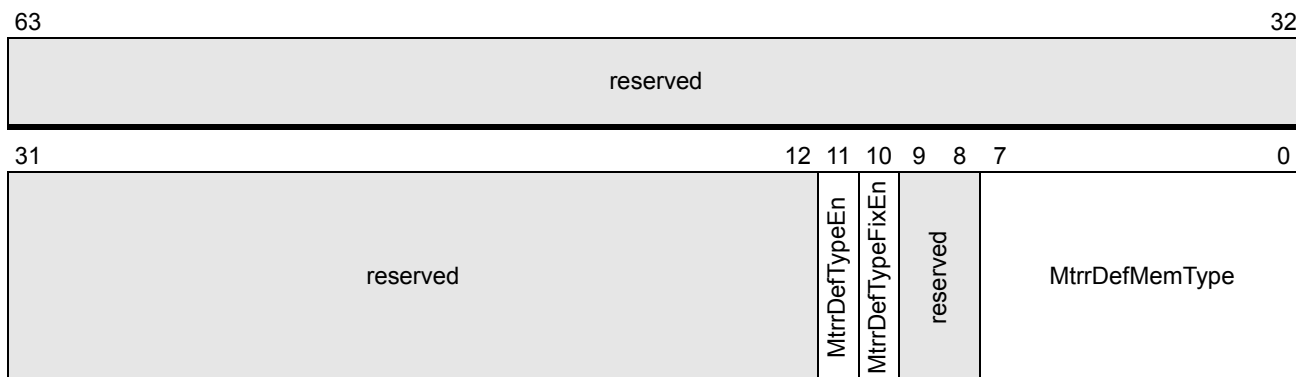 63 32
reserved
31 12 11 10 9 8 7 0
reserved
MtrrDefTypeEn
MtrrDefTypeFixEn
reserved
MtrrDefMemType